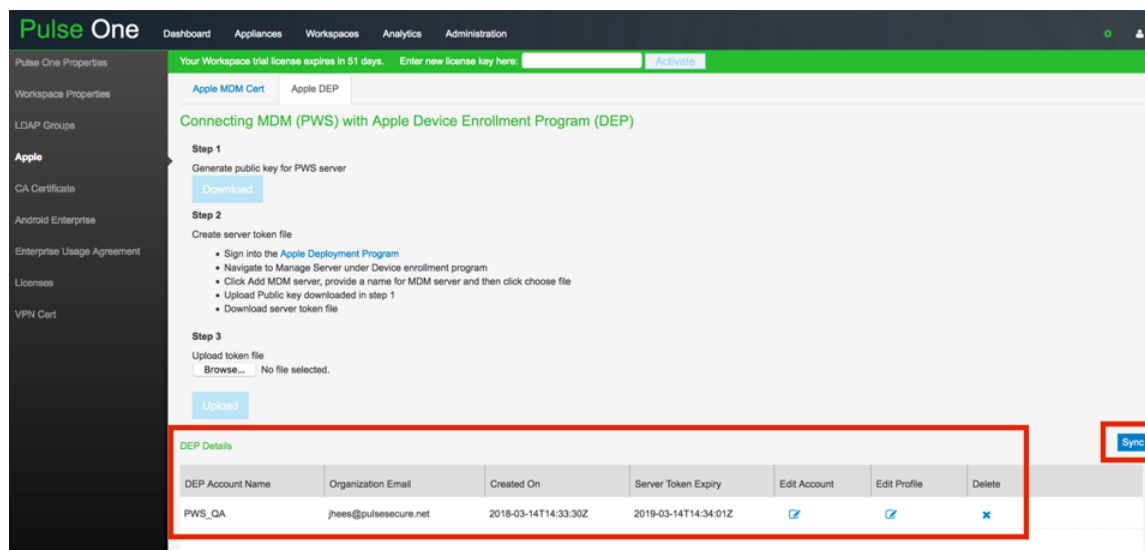 Pulse One
Dashboard Appliances Workspaces Analytics Administration
Pulse One Properties
Workspace Properties
LDAP Groups
Apple
CA Certificate
Android Enterprise
Enterprise Usage Agreement
Licenses
VPN Cert
Your Workspace trial license expires in 51 days. Enter new license key here: Activate
Apple MDM Cert Apple DEP
Connecting MDM (PWS) with Apple Device Enrollment Program (DEP)
Step 1
Generate public key for PWS server
Download
Step 2
Create server token file
• Sign into the Apple Deployment Program
• Navigate to Manage Server under Device enrollment program
• Click Add MDM server, provide a name for MDM server and then click choose file
• Upload Public key downloaded in step 1
• Download server token file
Step 3
Upload token file
Browse... No file selected.
Upload
DEP Details
Sync
DEP Account Name Organization Email Created On Server Token Expiry Edit Account Edit Profile Delete
PWS_QA jhees@pulsesecure.net 2018-03-14T14:33:30Z 2019-03-14T14:34:01Z